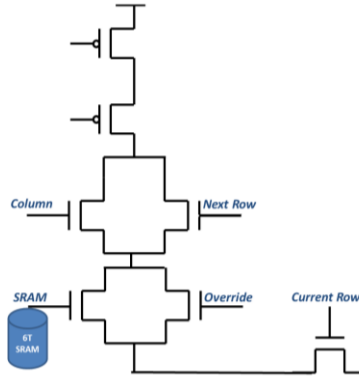 Column
Next Row
SRAM
Override
Current Row
6T
SRAM